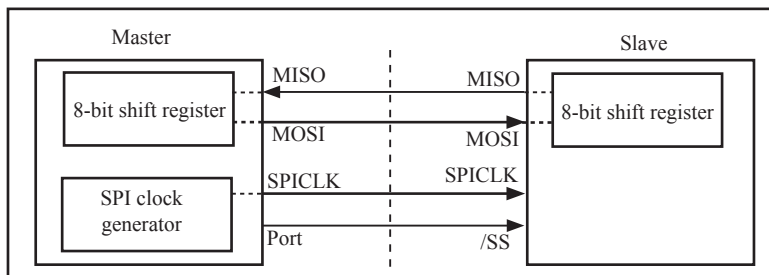 Master
Slave
MISO
MISO
8-bit shift register
8-bit shift register
MOSI
MOSI
SPICLK
SPICLK
SPI clock
generator
Port
/SS